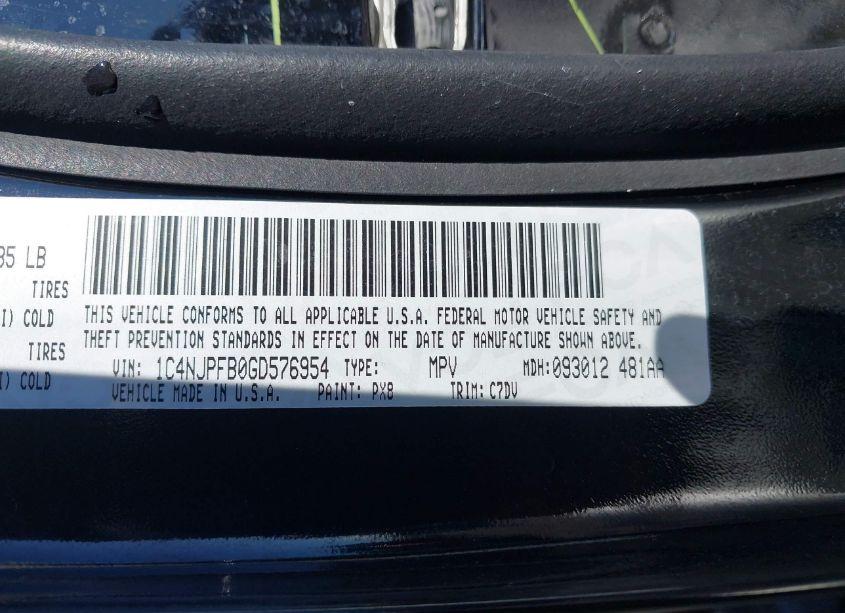 85 LB
TIRES
I) COLD
TIRES
I) COLD
THIS VEHICLE CONFORMS TO ALL APPLICABLE U.S.A. FEDERAL MOTOR VEHICLE SAFETY AND
THEFT PREVENTION STANDARDS IN EFFECT ON THE DATE OF MANUFACTURE SHOWN ABOVE.
VIN: 1C4NJPFB0GD576954 TYPE: MPV MDH:093012 481AA
VEHICLE MADE IN U.S.A. PAINT: PX8 TRIM: C7DV